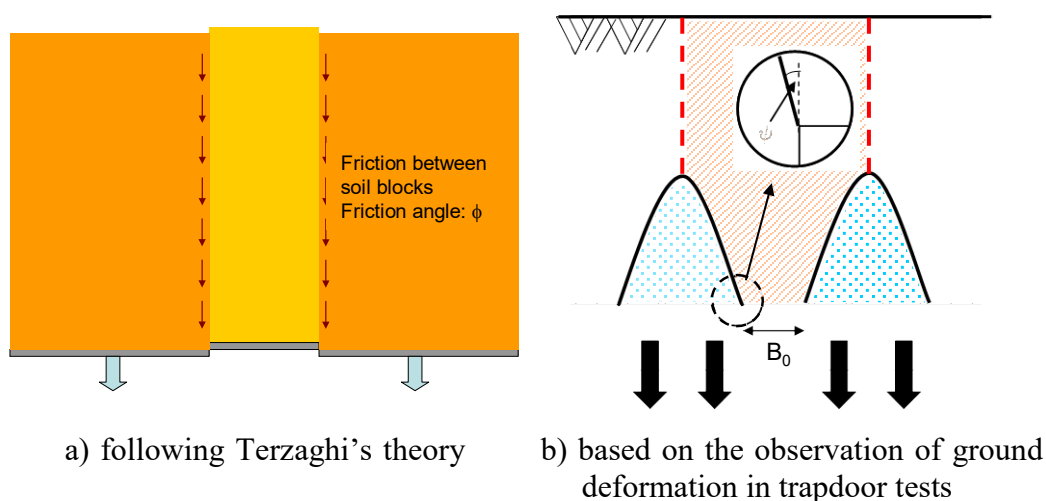 Friction between
soil blocks
Friction angle: ϕ
ψ
B₀
a) following Terzaghi’s theory
b) based on the observation of ground
deformation in trapdoor tests